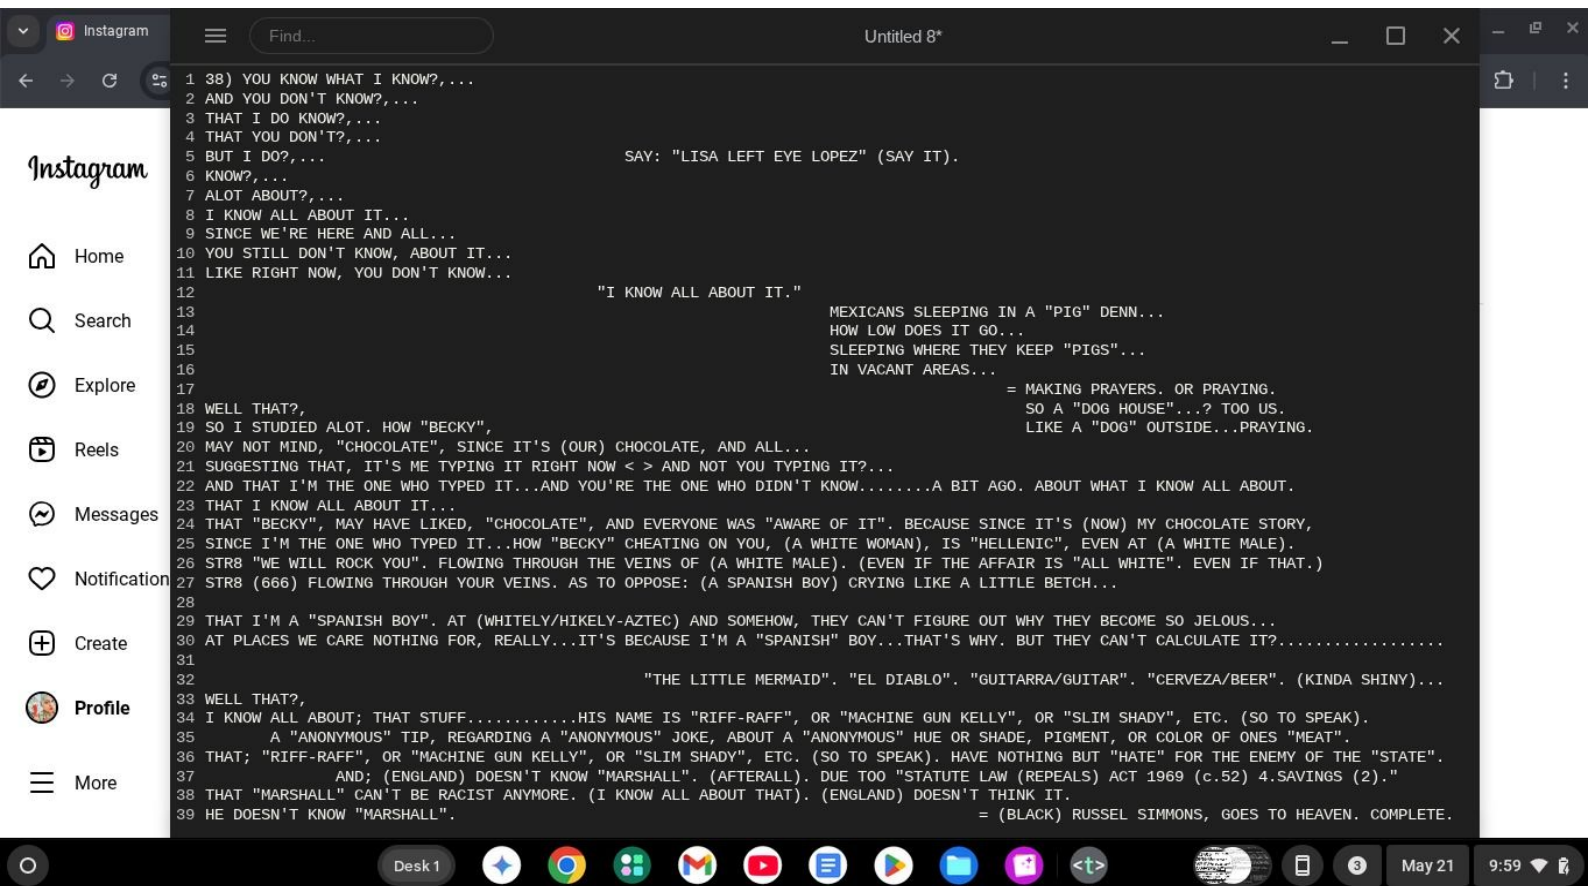 Instagram
Find...
Untitled 8*
Instagram
Home
Search
Explore
Reels
Messages
Notification
Create
Profile
More
1 38) YOU KNOW WHAT I KNOW?,...
2 AND YOU DON'T KNOW?,...
3 THAT I DO KNOW?,...
4 THAT YOU DON'T?,...
5 BUT I DO?,... SAY: "LISA LEFT EYE LOPEZ" (SAY IT).
6 KNOW?,...
7 ALOT ABOUT?,...
8 I KNOW ALL ABOUT IT...
9 SINCE WE'RE HERE AND ALL...
10 YOU STILL DON'T KNOW, ABOUT IT...
11 LIKE RIGHT NOW, YOU DON'T KNOW...
12 "I KNOW ALL ABOUT IT."
13 MEXICANS SLEEPING IN A "PIG" DENN...
14 HOW LOW DOES IT GO...
15 SLEEPING WHERE THEY KEEP "PIGS"...
16 IN VACANT AREAS...
17 = MAKING PRAYERS. OR PRAYING.
18 WELL THAT?, SO A "DOG HOUSE"...? TOO US.
19 SO I STUDIED ALOT. HOW "BECKY", LIKE A "DOG" OUTSIDE...PRAYING.
20 MAY NOT MIND, "CHOCOLATE", SINCE IT'S (OUR) CHOCOLATE, AND ALL...
21 SUGGESTING THAT, IT'S ME TYPING IT RIGHT NOW < > AND NOT YOU TYPING IT?...
22 AND THAT I'M THE ONE WHO TYPED IT...AND YOU'RE THE ONE WHO DIDN'T KNOW........A BIT AGO. ABOUT WHAT I KNOW ALL ABOUT.
23 THAT I KNOW ALL ABOUT IT...
24 THAT "BECKY", MAY HAVE LIKED, "CHOCOLATE", AND EVERYONE WAS "AWARE OF IT". BECAUSE SINCE IT'S (NOW) MY CHOCOLATE STORY,
25 SINCE I'M THE ONE WHO TYPED IT...HOW "BECKY" CHEATING ON YOU, (A WHITE WOMAN), IS "HELLENIC", EVEN AT (A WHITE MALE).
26 STR8 "WE WILL ROCK YOU". FLOWING THROUGH THE VEINS OF (A WHITE MALE). (EVEN IF THE AFFAIR IS "ALL WHITE". EVEN IF THAT.)
27 STR8 (666) FLOWING THROUGH YOUR VEINS. AS TO OPPOSE: (A SPANISH BOY) CRYING LIKE A LITTLE BETCH...
28
29 THAT I'M A "SPANISH BOY". AT (WHITELY/HIKELY-AZTEC) AND SOMEHOW, THEY CAN'T FIGURE OUT WHY THEY BECOME SO JELOUS...
30 AT PLACES WE CARE NOTHING FOR, REALLY...IT'S BECAUSE I'M A "SPANISH" BOY...THAT'S WHY. BUT THEY CAN'T CALCULATE IT?..................
31
32 "THE LITTLE MERMAID". "EL DIABLO". "GUITARRA/GUITAR". "CERVEZA/BEER". (KINDA SHINY)...
33 WELL THAT?,
34 I KNOW ALL ABOUT; THAT STUFF............HIS NAME IS "RIFF-RAFF", OR "MACHINE GUN KELLY", OR "SLIM SHADY", ETC. (SO TO SPEAK).
35 A "ANONYMOUS" TIP, REGARDING A "ANONYMOUS" JOKE, ABOUT A "ANONYMOUS" HUE OR SHADE, PIGMENT, OR COLOR OF ONES "MEAT".
36 THAT; "RIFF-RAFF", OR "MACHINE GUN KELLY", OR "SLIM SHADY", ETC. (SO TO SPEAK). HAVE NOTHING BUT "HATE" FOR THE ENEMY OF THE "STATE".
37 AND; (ENGLAND) DOESN'T KNOW "MARSHALL". (AFTERALL). DUE TOO "STATUTE LAW (REPEALS) ACT 1969 (c.52) 4.SAVINGS (2)."
38 THAT "MARSHALL" CAN'T BE RACIST ANYMORE. (I KNOW ALL ABOUT THAT). (ENGLAND) DOESN'T THINK IT.
39 HE DOESN'T KNOW "MARSHALL". = (BLACK) RUSSEL SIMMONS, GOES TO HEAVEN. COMPLETE.
Desk 1
<t>
3
May 21
9:59